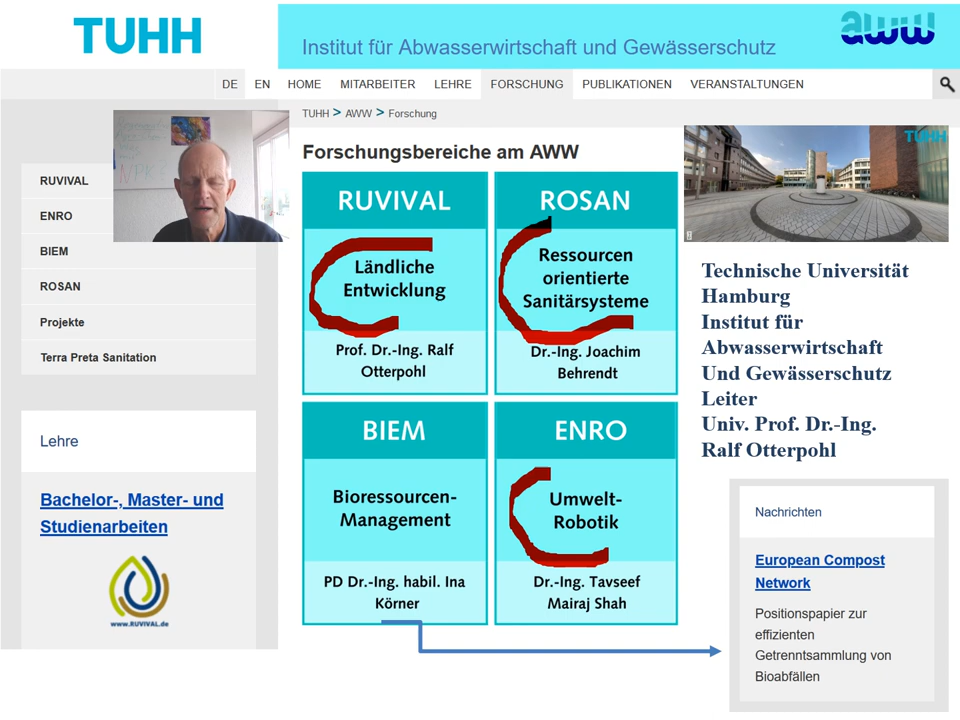 TUHH
Institut für Abwasserwirtschaft und Gewässerschutz
aww
DE EN HOME MITARBEITER LEHRE FORSCHUNG PUBLIKATIONEN VERANSTALTUNGEN
TUHH > AWW > Forschung
RUVIVAL
ENRO
BIEM
ROSAN
Projekte
Terra Preta Sanitation
Lehre
Bachelor-, Master- und
Studienarbeiten
www.RUVIVAL.de
Forschungsbereiche am AWW
RUVIVAL
Ländliche
Entwicklung
Prof. Dr.-Ing. Ralf
Otterpohl
ROSAN
Ressourcen
orientierte
Sanitärsysteme
Dr.-Ing. Joachim
Behrendt
BIEM
Bioressourcen-
Management
PD Dr.-Ing. habil. Ina
Körner
ENRO
Umwelt-
Robotik
Dr.-Ing. Tavseef
Mairaj Shah
TUHH
Technische Universität
Hamburg
Institut für
Abwasserwirtschaft
Und Gewässerschutz
Leiter
Univ. Prof. Dr.-Ing.
Ralf Otterpohl
Nachrichten
European Compost
Network
Positionspapier zur
effizienten
Getrenntsammlung von
Bioabfällen